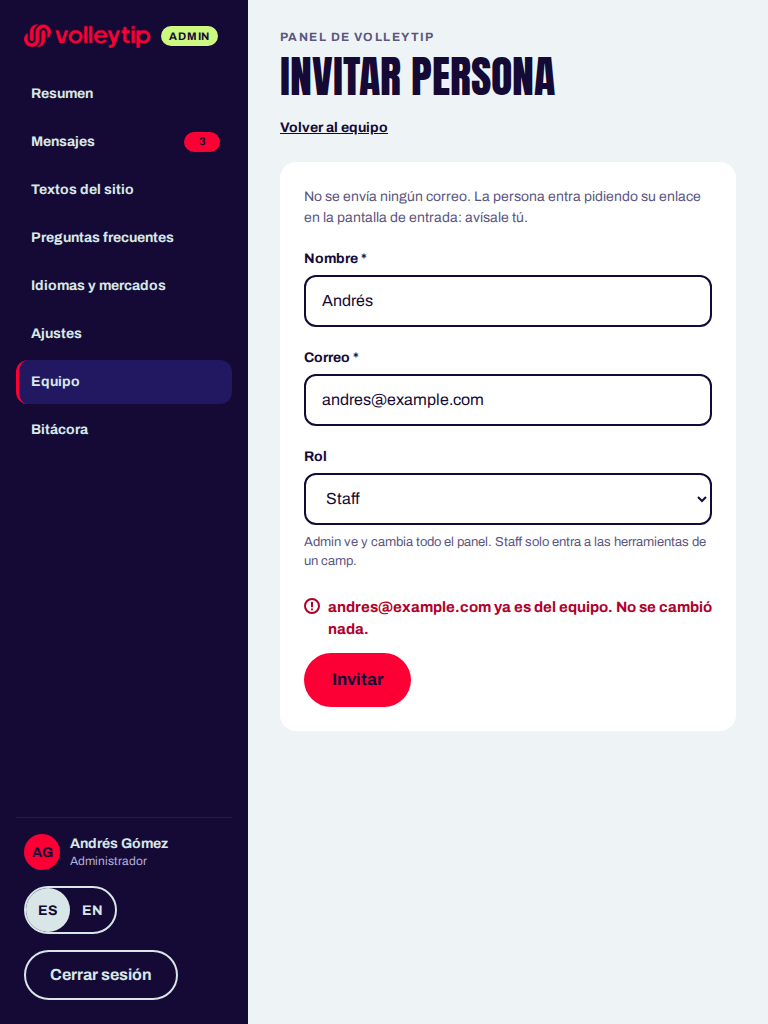 volleytip ADMIN
Resumen
Mensajes 3
Textos del sitio
Preguntas frecuentes
Idiomas y mercados
Ajustes
Equipo
Bitácora
AG Andrés Gómez
Administrador
ES EN
Cerrar sesión
PANEL DE VOLLEYTIP
INVITAR PERSONA
Volver al equipo
No se envía ningún correo. La persona entra pidiendo su enlace
en la pantalla de entrada: avísale tú.
Nombre *
Andrés
Correo *
andres@example.com
Rol
Staff
Admin ve y cambia todo el panel. Staff solo entra a las herramientas de
un camp.
andres@example.com ya es del equipo. No se cambió
nada.
Invitar